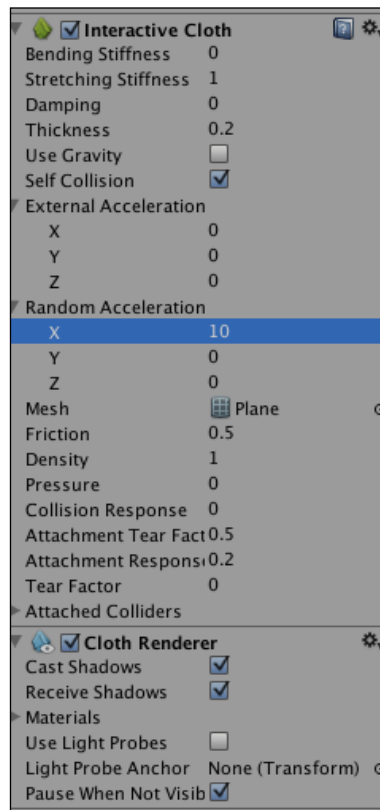 Interactive Cloth
Bending Stiffness 0
Stretching Stiffness 1
Damping 0
Thickness 0.2
Use Gravity
Self Collision
External Acceleration
X 0
Y 0
Z 0
Random Acceleration
X 10
Y 0
Z 0
Mesh Plane
Friction 0.5
Density 1
Pressure 0
Collision Response 0
Attachment Tear Fact 0.5
Attachment Respons 0.2
Tear Factor 0
Attached Colliders
Cloth Renderer
Cast Shadows
Receive Shadows
Materials
Use Light Probes
Light Probe Anchor None (Transform)
Pause When Not Visib